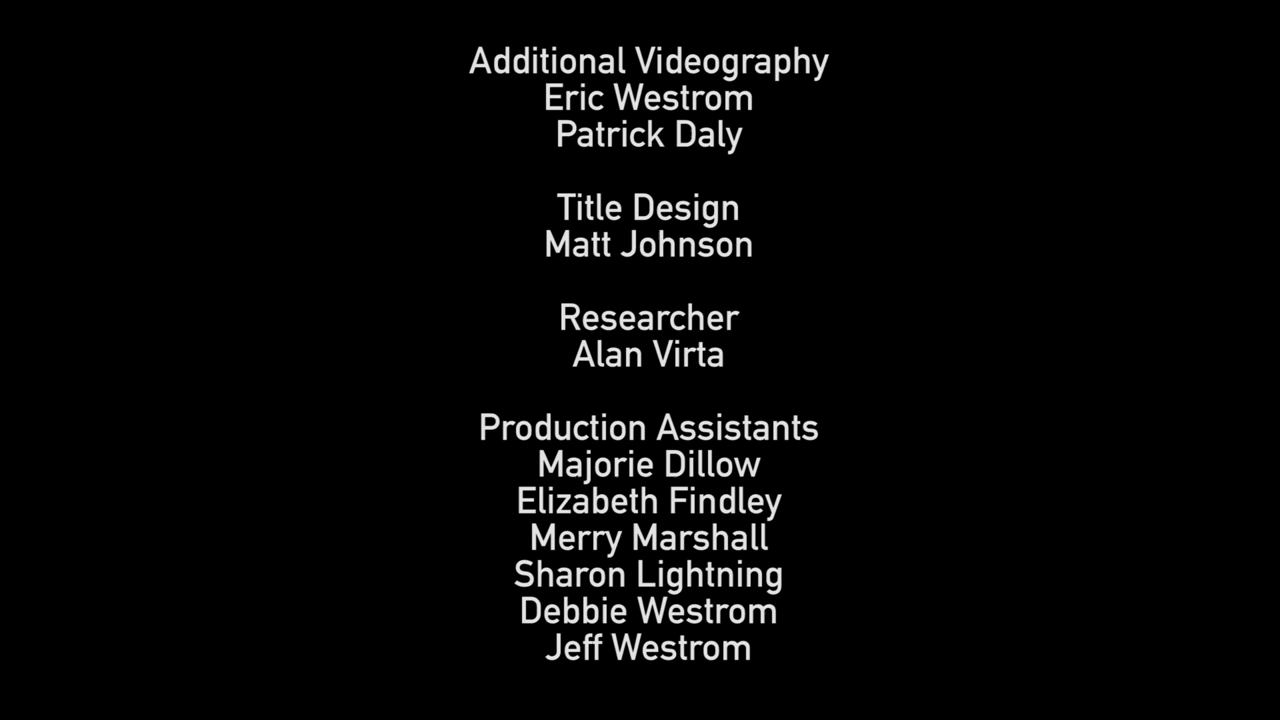 Additional Videography
Eric Westrom
Patrick Daly
Title Design
Matt Johnson
Researcher
Alan Virta
Production Assistants
Majorie Dillow
Elizabeth Findley
Merry Marshall
Sharon Lightning
Debbie Westrom
Jeff Westrom